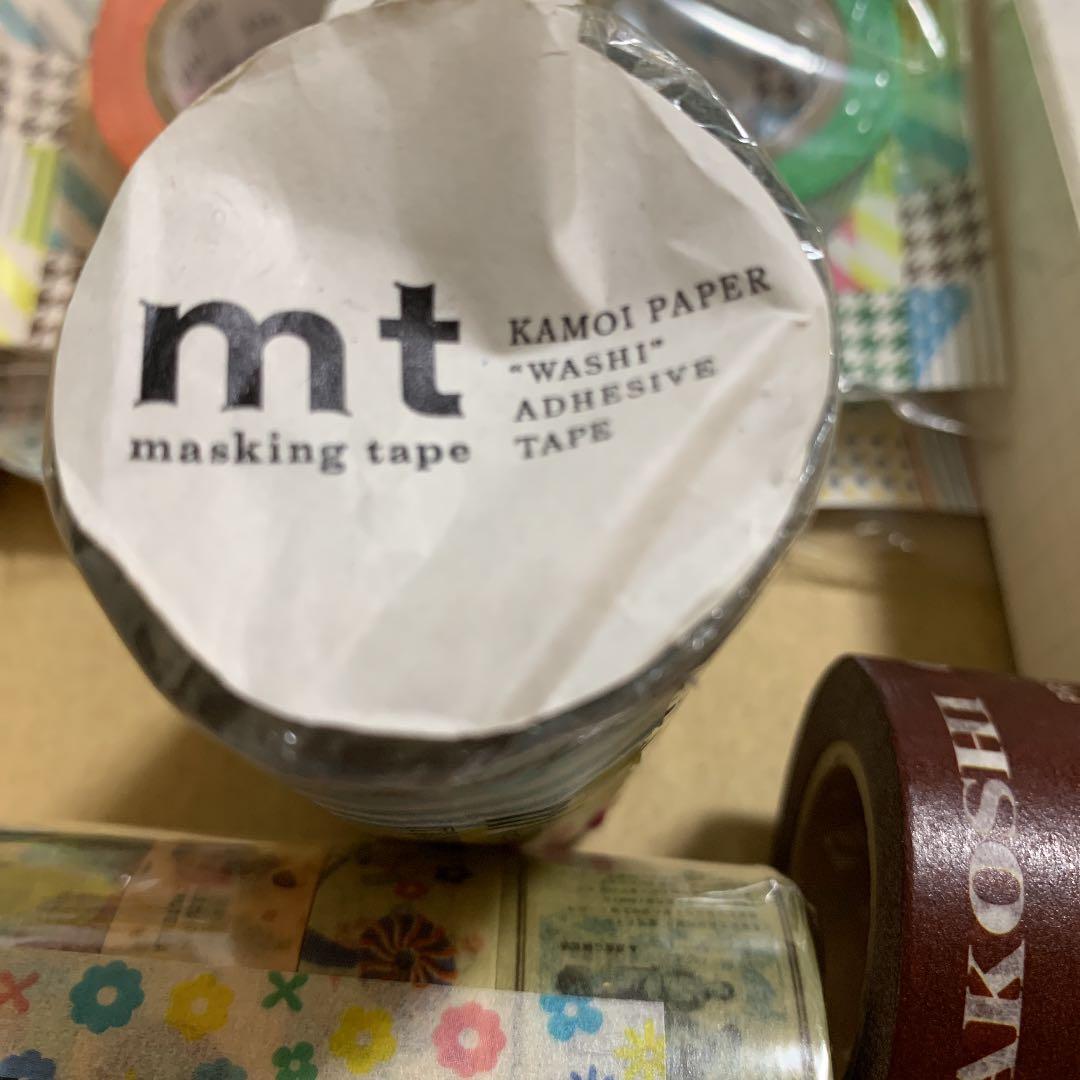 mt
masking tape
KAMOI PAPER
"WASHI"
ADHESIVE
TAPE
AKOSHI